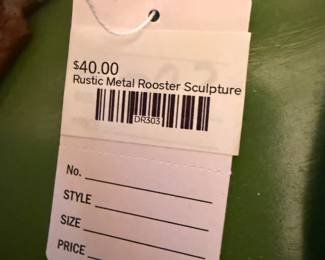 $40.00
Rustic Metal Rooster Sculpture
DR303
No.
STYLE
SIZE
PRICE